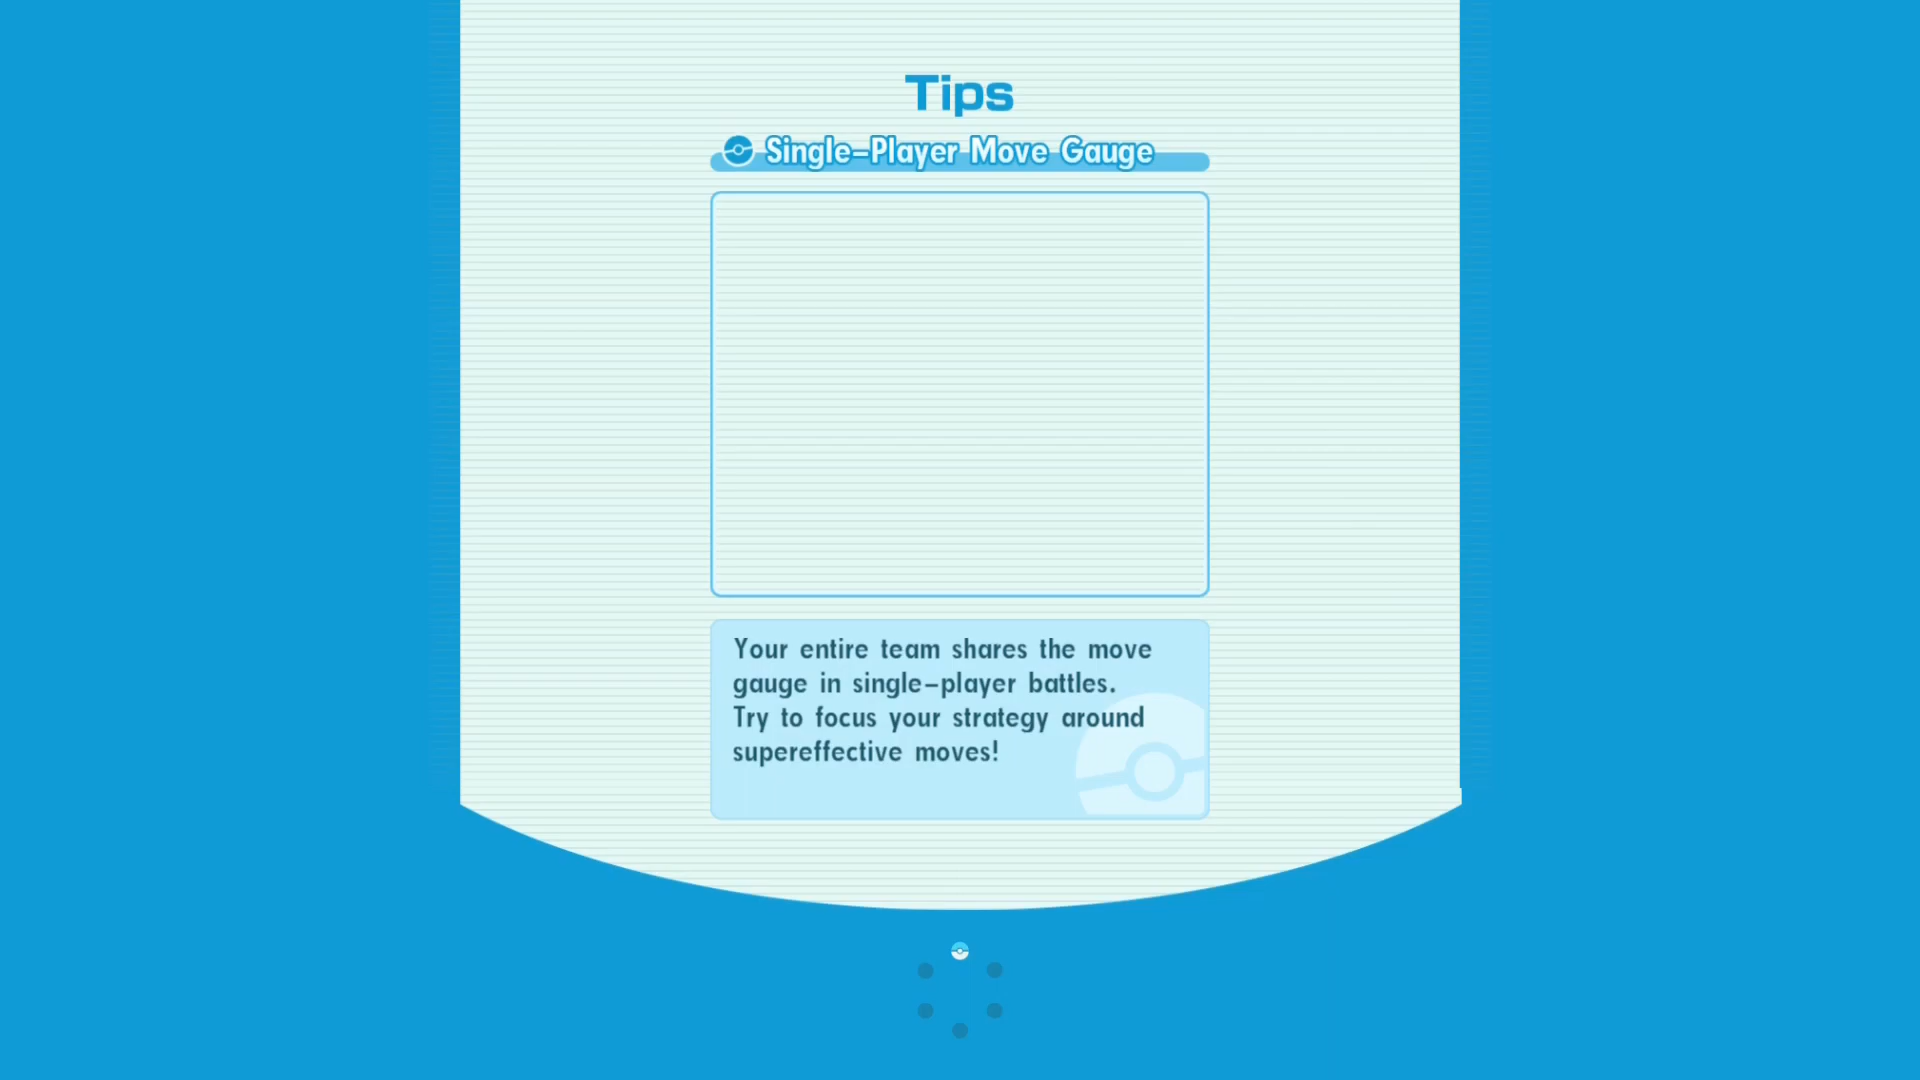 Tips
Single-Player Move Gauge
Your entire team shares the move
gauge in single-player battles.
Try to focus your strategy around
supereffective moves!